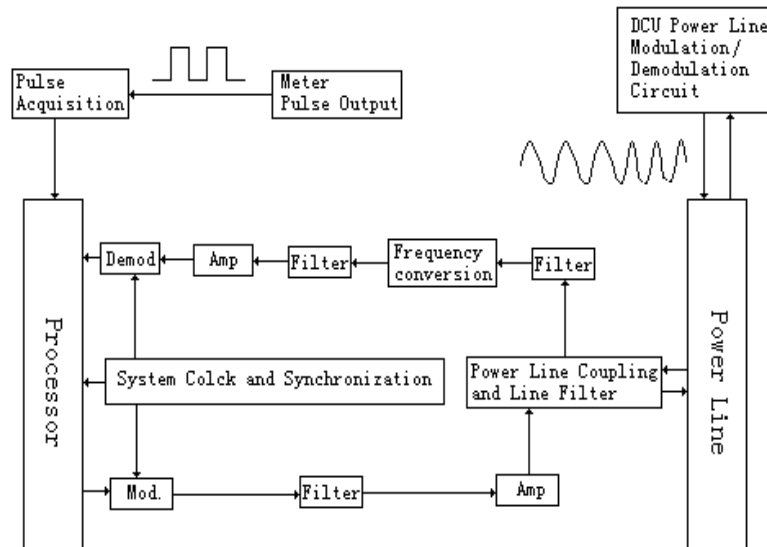 DCU Power Line
Modulation/
Demodulation
Circuit
Pulse
Acquisition
Meter
Pulse Output
Demod
Amp
Filter
Frequency
conversion
Filter
Processor
System Colck and Synchronization
Power Line Coupling
and Line Filter
Power Line
Mod.
Filter
Amp